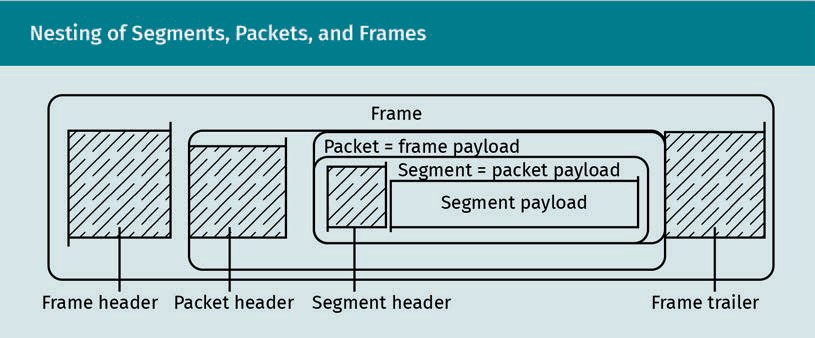 Nesting of Segments, Packets, and Frames
Frame
Packet = frame payload
Segment = packet payload
Segment payload
Frame header
Packet header
Segment header
Frame trailer